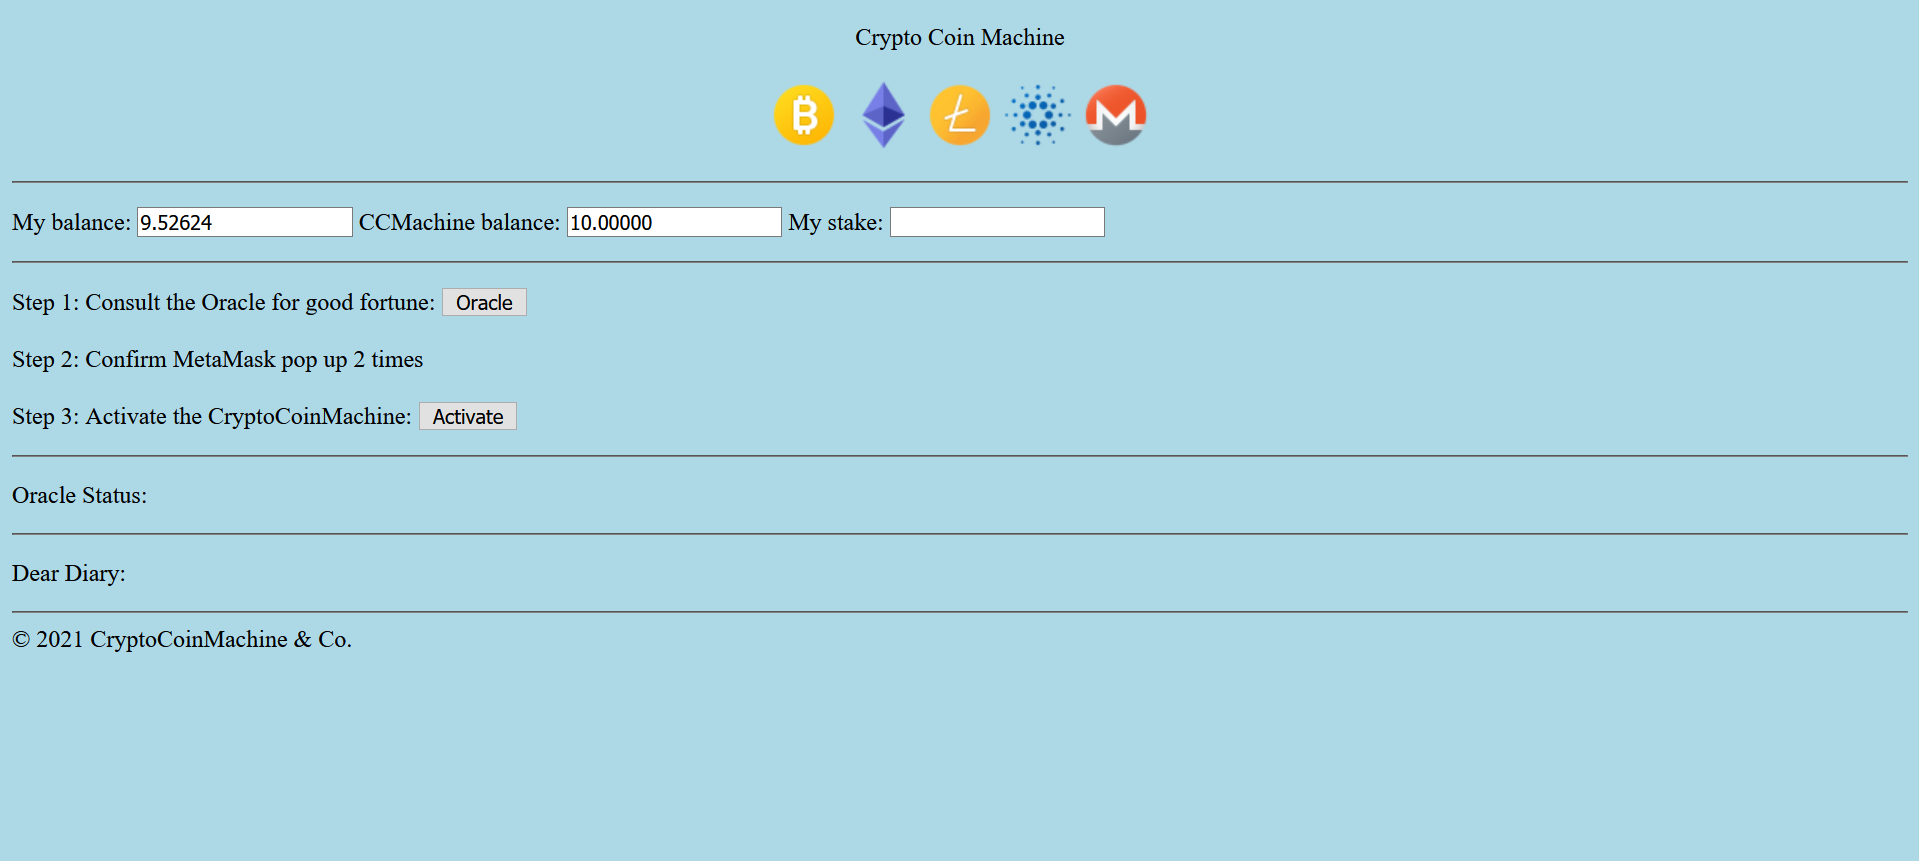 Crypto Coin Machine
My balance: 9.52624 CCMachine balance: 10.00000 My stake:
Step 1: Consult the Oracle for good fortune: Oracle
Step 2: Confirm MetaMask pop up 2 times
Step 3: Activate the CryptoCoinMachine: Activate
Oracle Status:
Dear Diary:
© 2021 CryptoCoinMachine & Co.